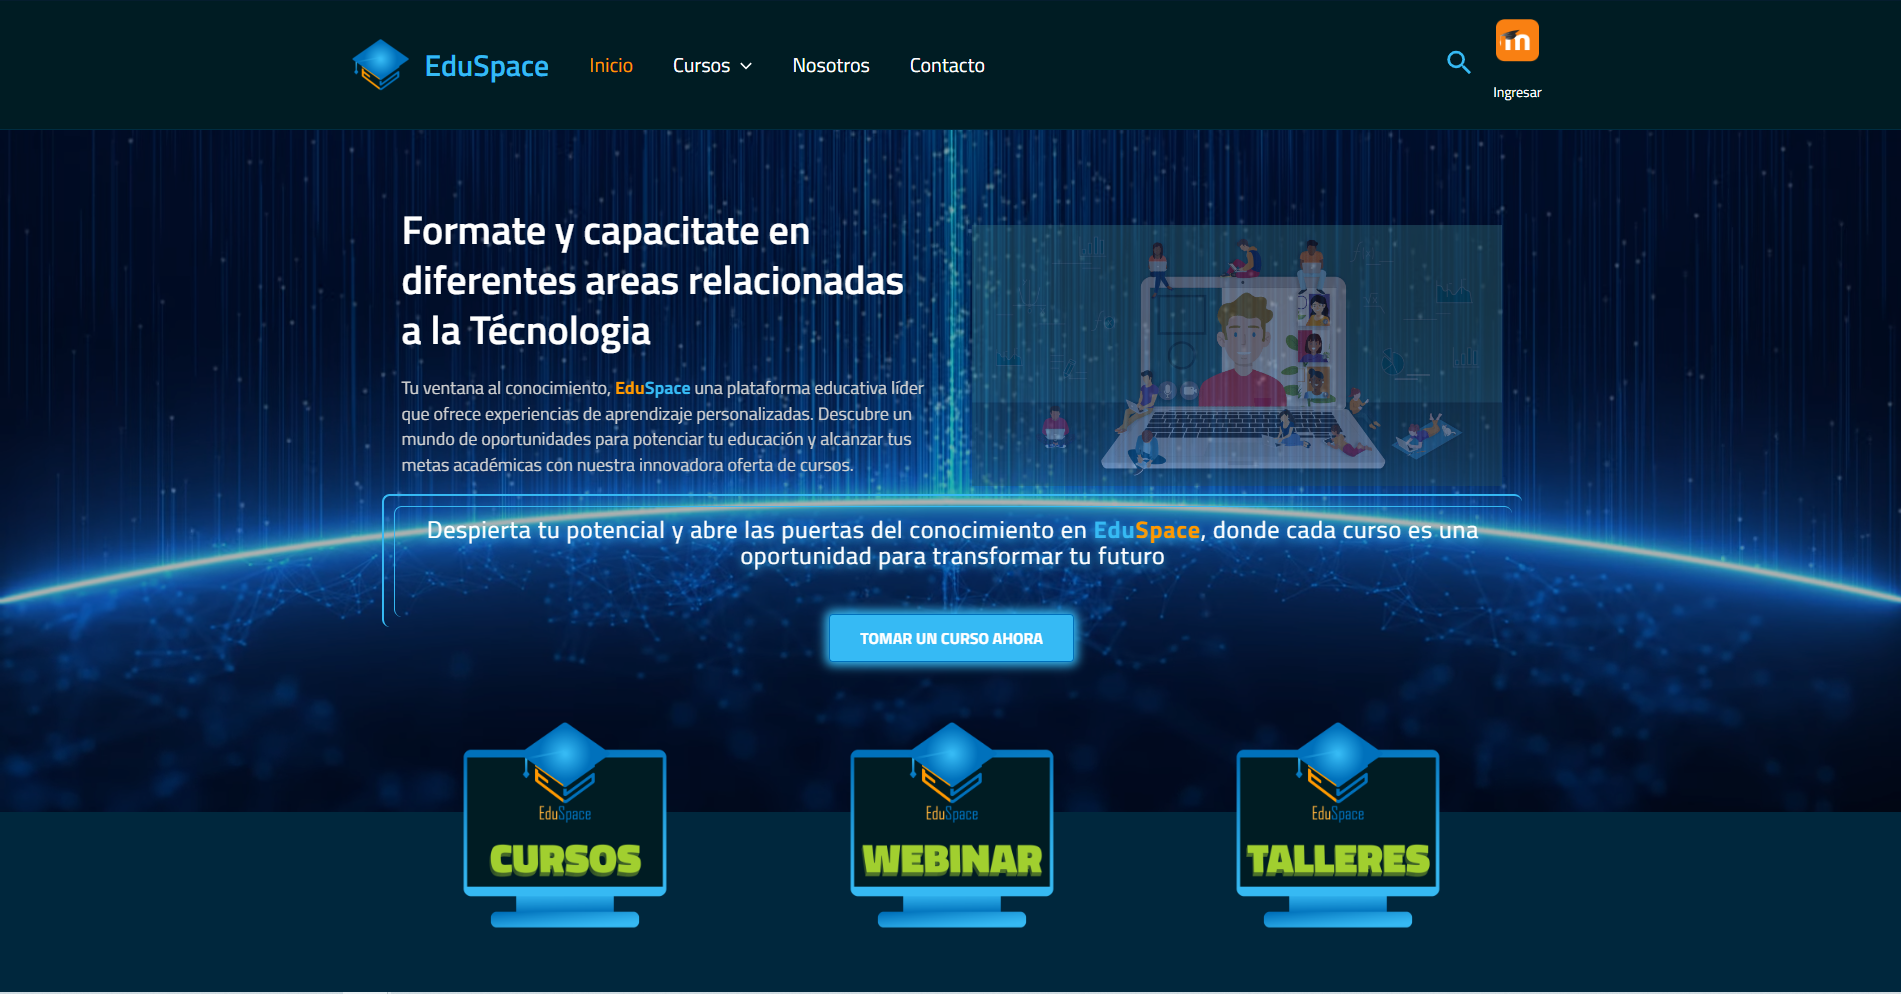 EduSpace
Inicio
Cursos
Nosotros
Contacto
Ingresar
Formate y capacitate en
diferentes areas relacionadas
a la Técnologia
Tu ventana al conocimiento, EduSpace una plataforma educativa líder
que ofrece experiencias de aprendizaje personalizadas. Descubre un
mundo de oportunidades para potenciar tu educación y alcanzar tus
metas académicas con nuestra innovadora oferta de cursos.
Despierta tu potencial y abre las puertas del conocimiento en EduSpace, donde cada curso es una
oportunidad para transformar tu futuro
TOMAR UN CURSO AHORA
EduSpace
CURSOS
EduSpace
WEBINAR
EduSpace
TALLERES